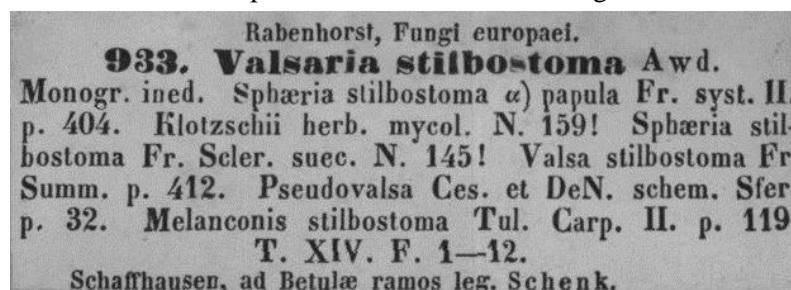 Rabenhorst, Fungi europaei.
933. Valsaria stilbostoma Awd.
Monogr. ined. Sphæria stilbostoma α) papula Fr. syst. II.
p. 404. Klotzschii herb. mycol. N. 159! Sphæria stil-
bostoma Fr. Scler. suec. N. 145! Valsa stilbostoma Fr
Summ. p. 412. Pseudovalsa Ces. et DeN. schem. Sfer
p. 32. Melanconis stilbostoma Tul. Carp. II. p. 119
T. XIV. F. 1—12.
Schaffhausen, ad Betulæ ramos leg. Schenk.